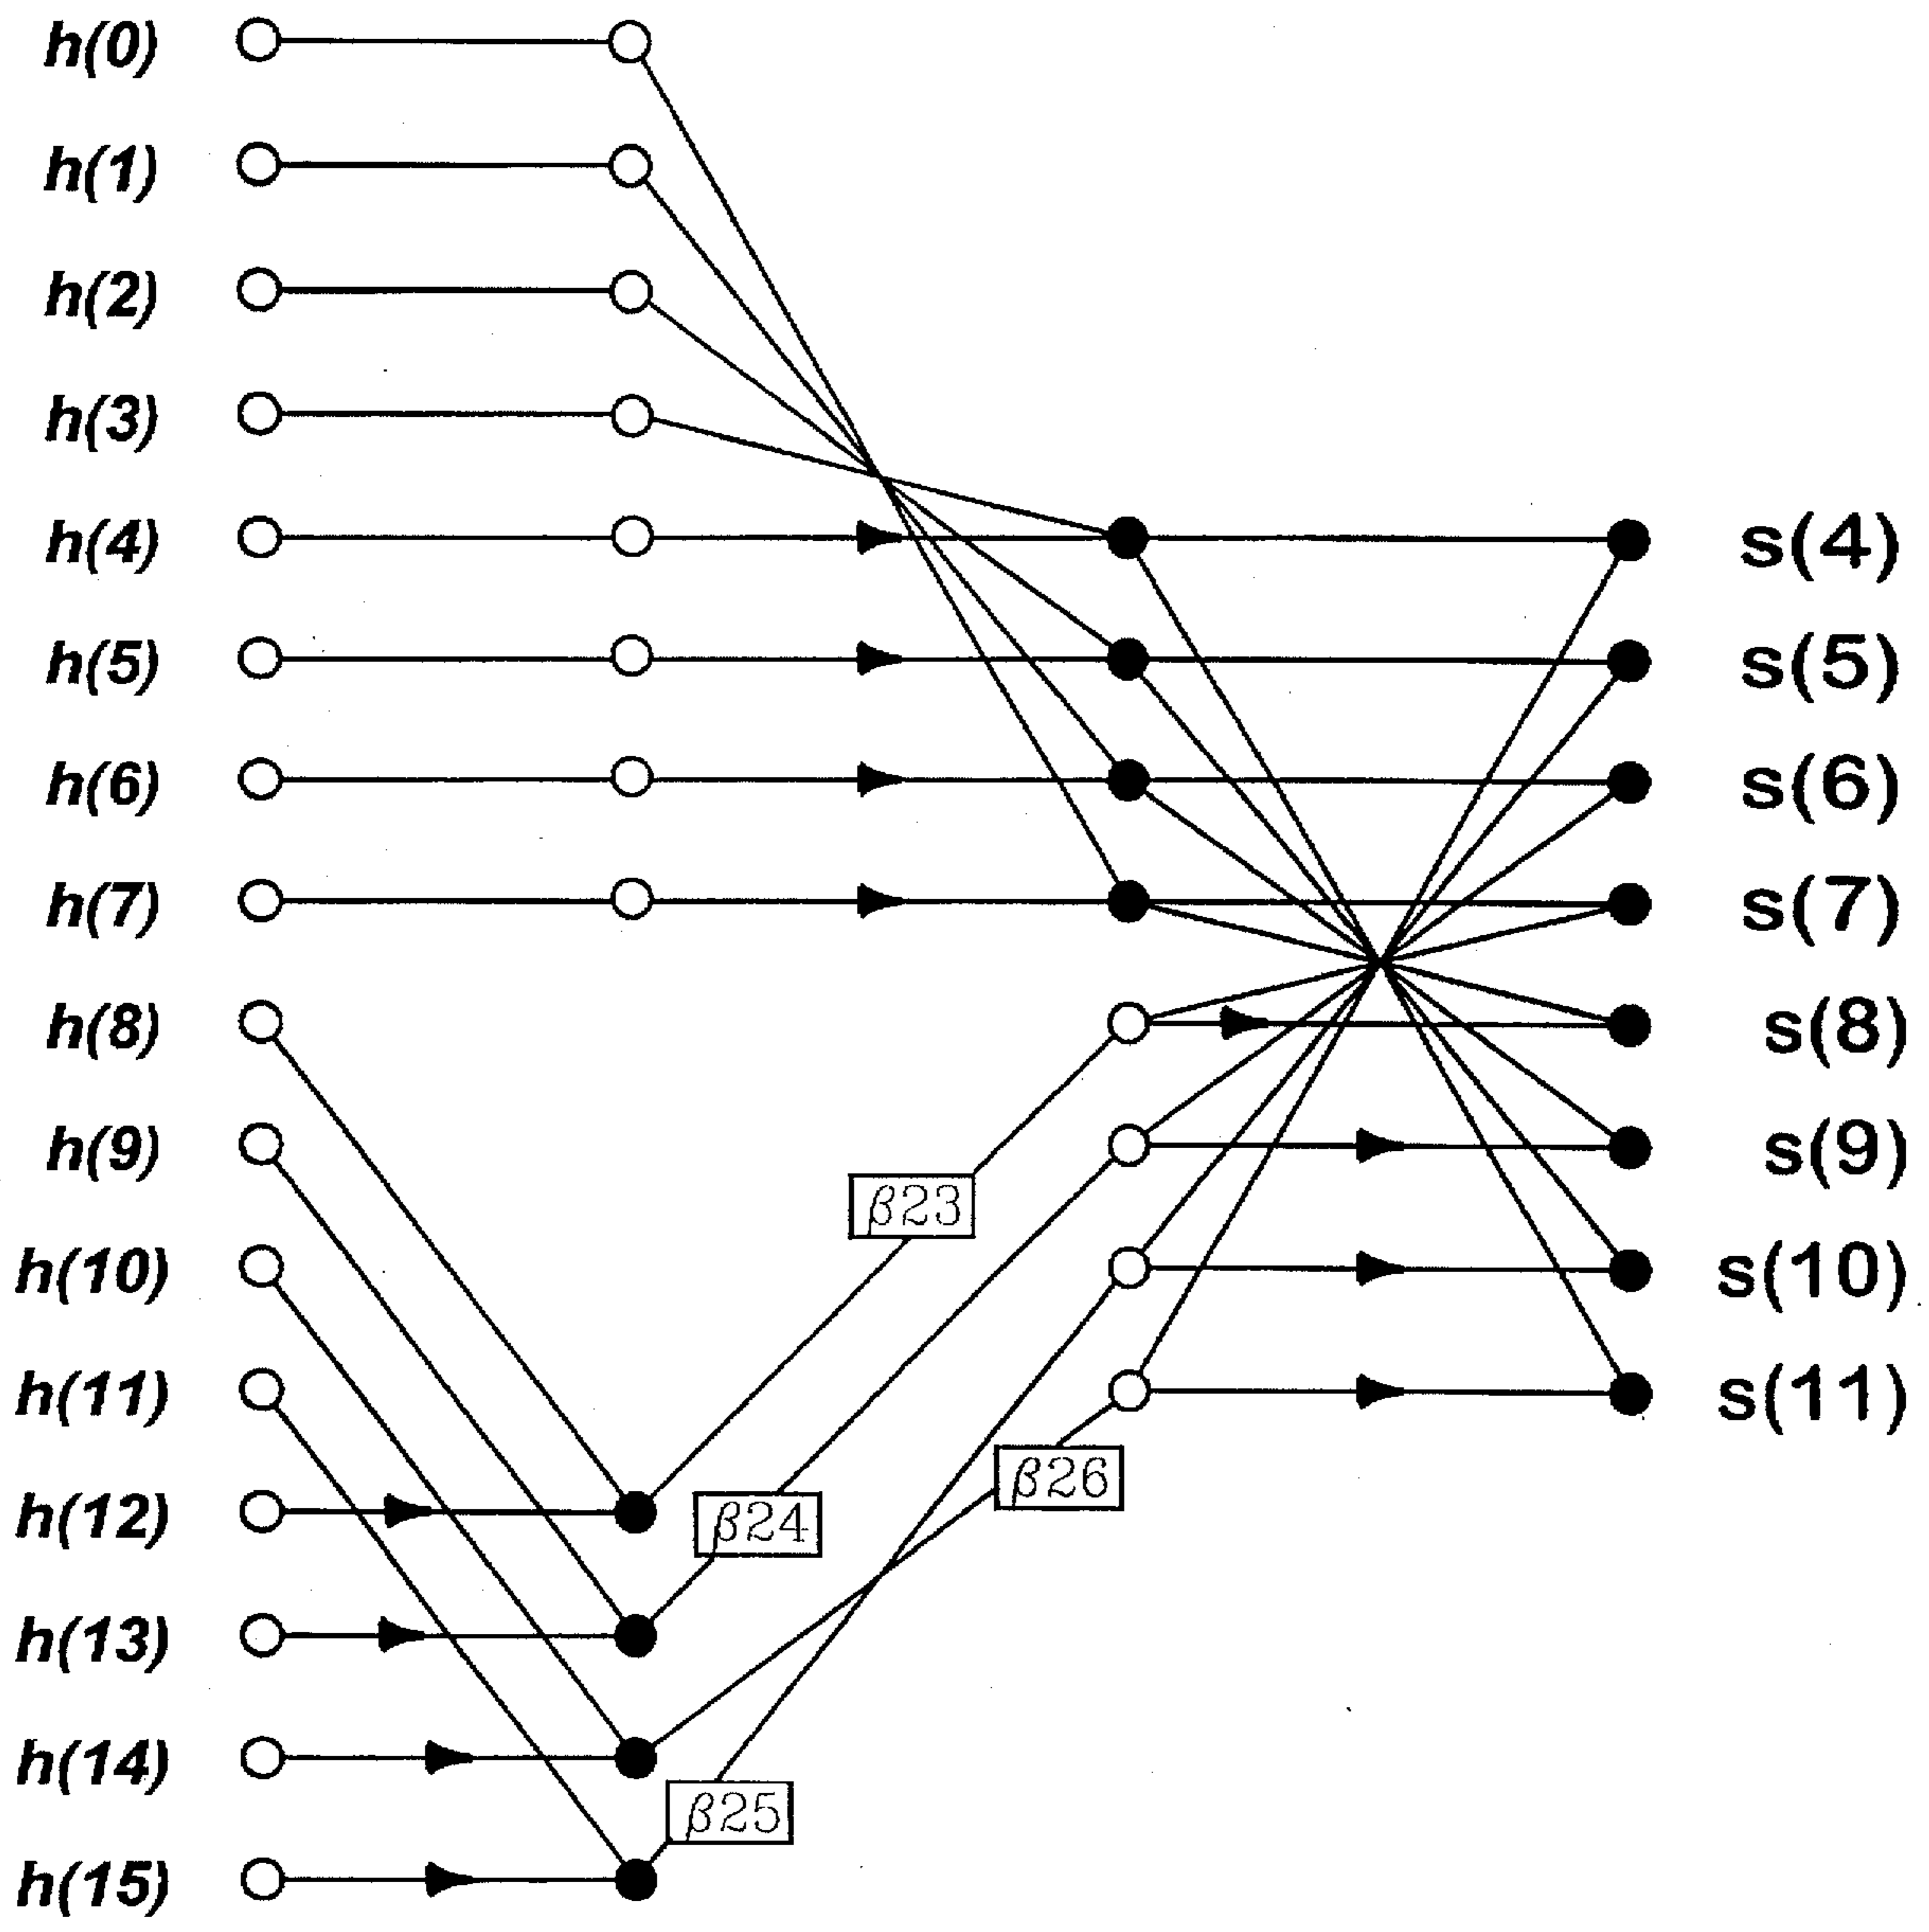 h(0)
h(1)
h(2)
h(3)
h(4)
s(4)
h(5)
s(5)
h(6)
s(6)
h(7)
s(7)
h(8)
s(8)
h(9)
s(9)
β23
h(10)
s(10)
h(11)
s(11)
β26
h(12)
β24
h(13)
h(14)
β25
h(15)